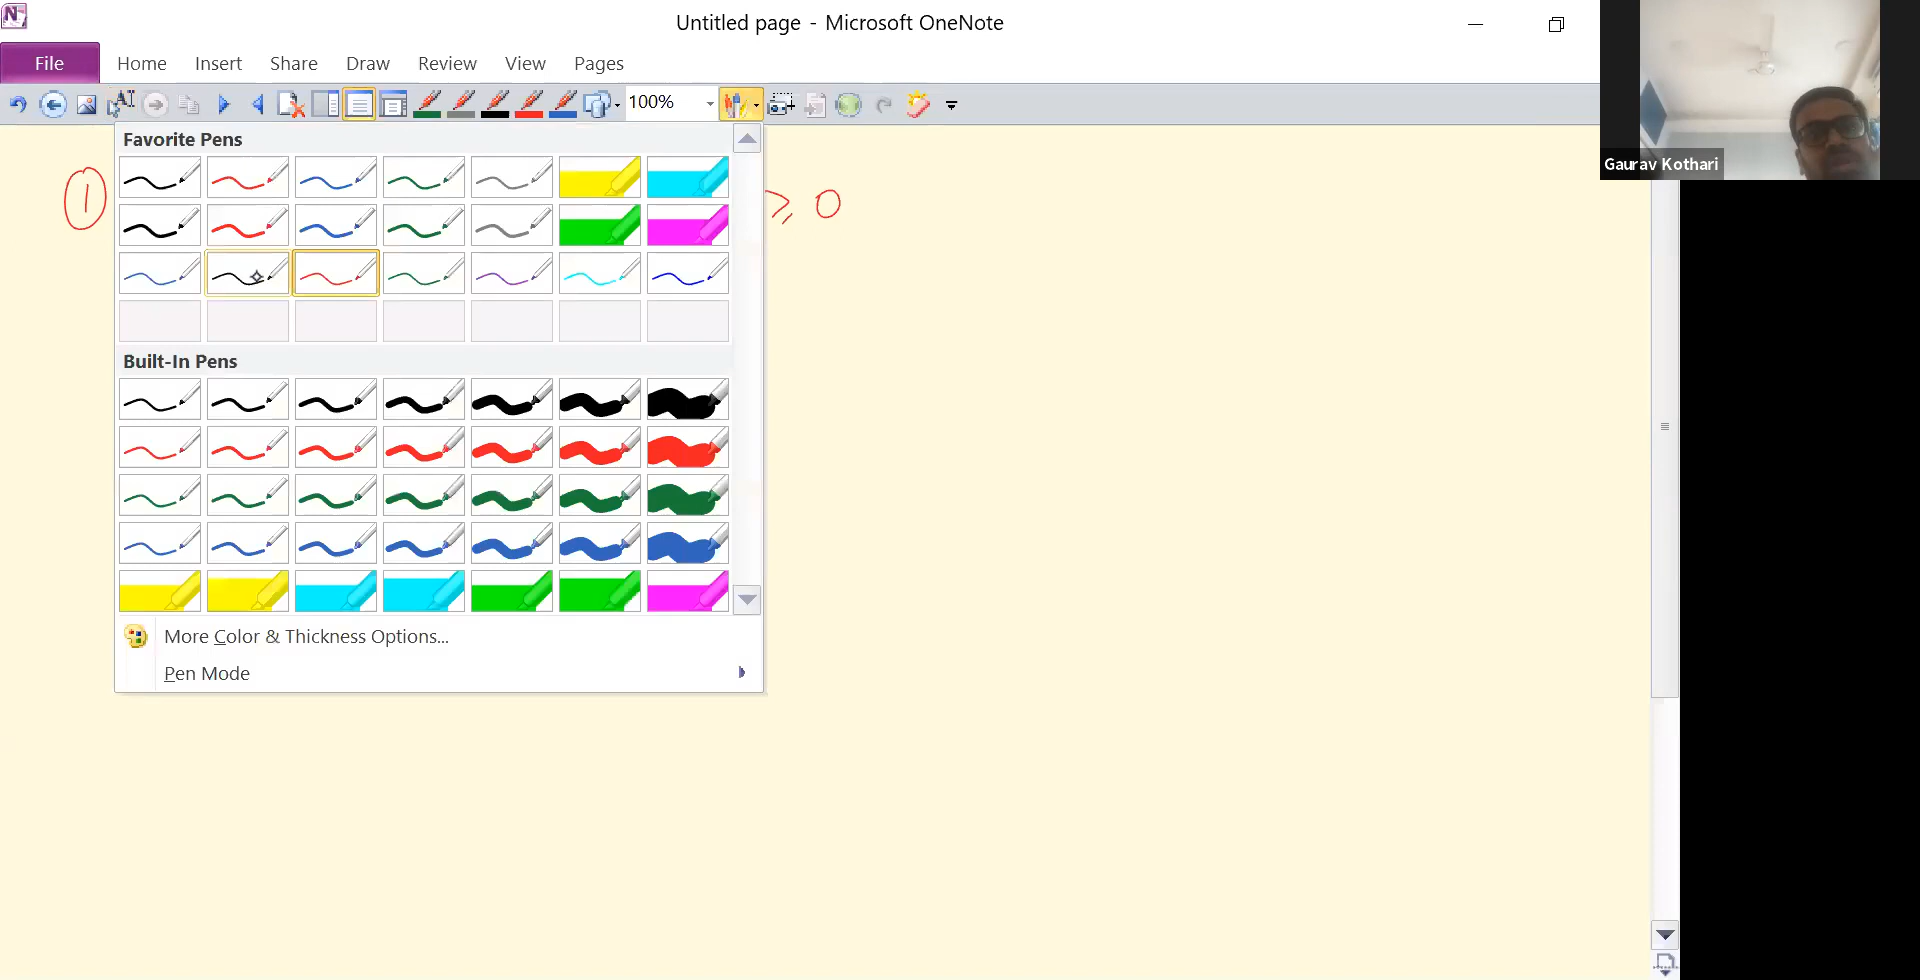 Untitled page - Microsoft OneNote
File Home Insert Share Draw Review View Pages
100%
Gaurav Kothari
Favorite Pens
① ⩾ 0
Built-In Pens
More Color & Thickness Options...
Pen Mode